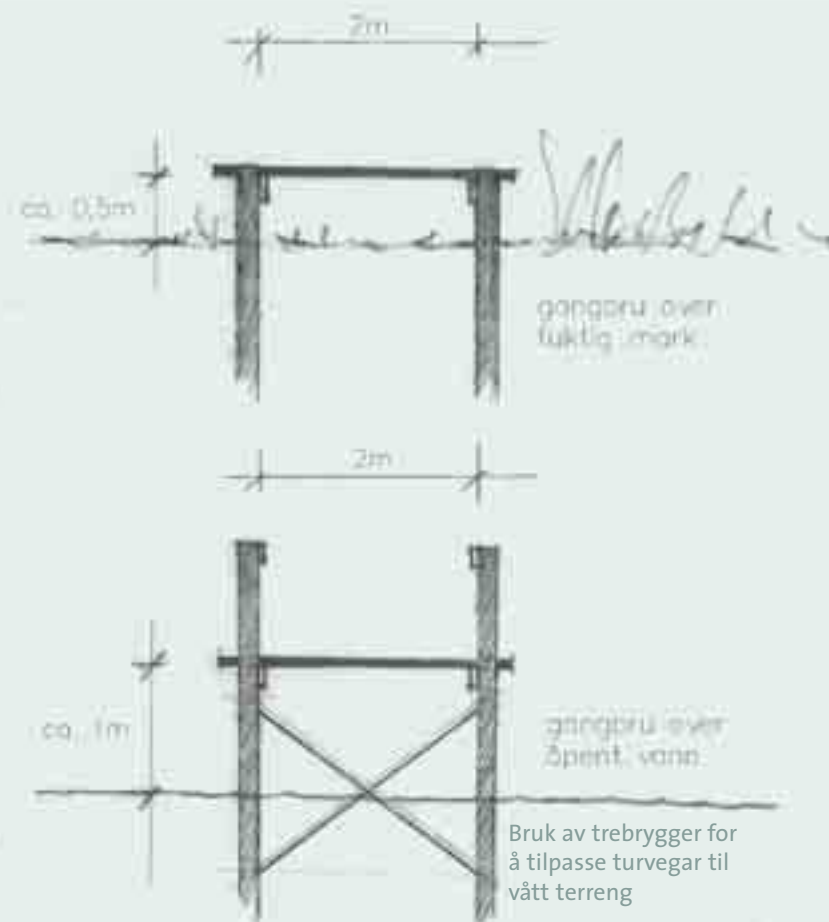 2m
ca. 0,5m
gangbru over
fuktig mark
2m
ca. 1m
gangbru over
åpent vann
Bruk av trebrygger for
å tilpasse turvegar til
vått terreng